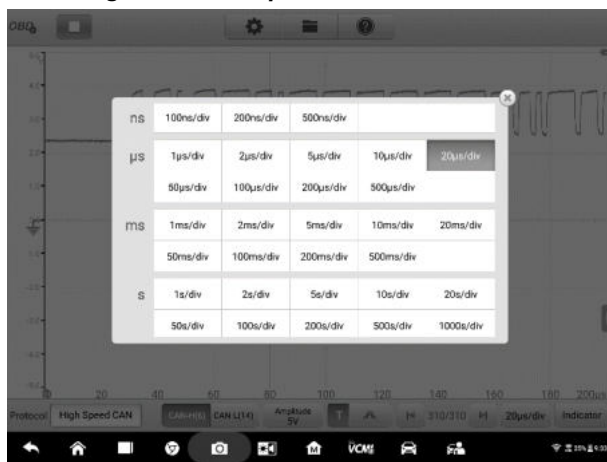 OBD
ns 100ns/div 200ns/div 500ns/div
µs 1µs/div 2µs/div 5µs/div 10µs/div 20µs/div
50µs/div 100µs/div 200µs/div 500µs/div
ms 1ms/div 2ms/div 5ms/div 10ms/div 20ms/div
50ms/div 100ms/div 200ms/div 500ms/div
s 1s/div 2s/div 5s/div 10s/div 20s/div
50s/div 100s/div 200s/div 500s/div 1000s/div
20 40 60 80 100 120 140 160 180 200µs
Protocol High Speed CAN CAN-H(6) CAN L(14) Amplitude 5V T 310/310 20µs/div Indicator
VCMI 35%